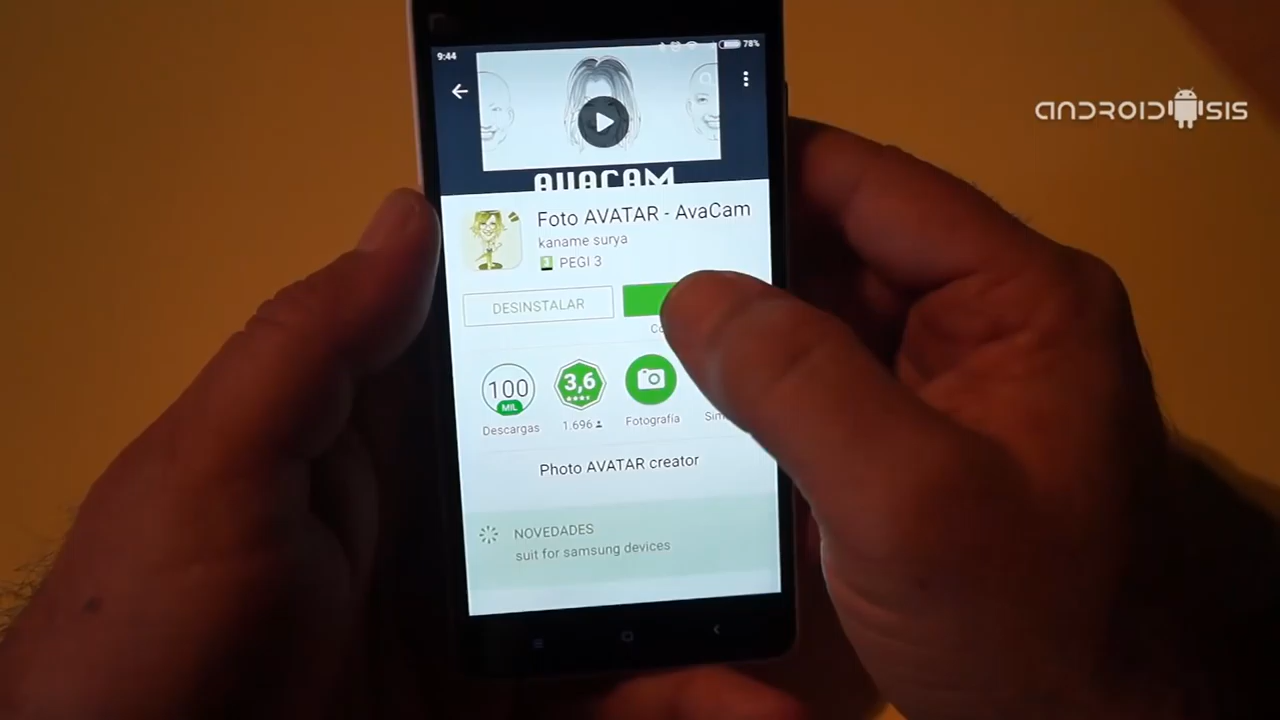 9:44
78%
ANDROIDSIS
AVACAM
Foto AVATAR - AvaCam
kaname surya
3 PEGI 3
DESINSTALAR
100
MIL
3,6
Descargas
1.696
Fotografía
Photo AVATAR creator
NOVEDADES
suit for samsung devices